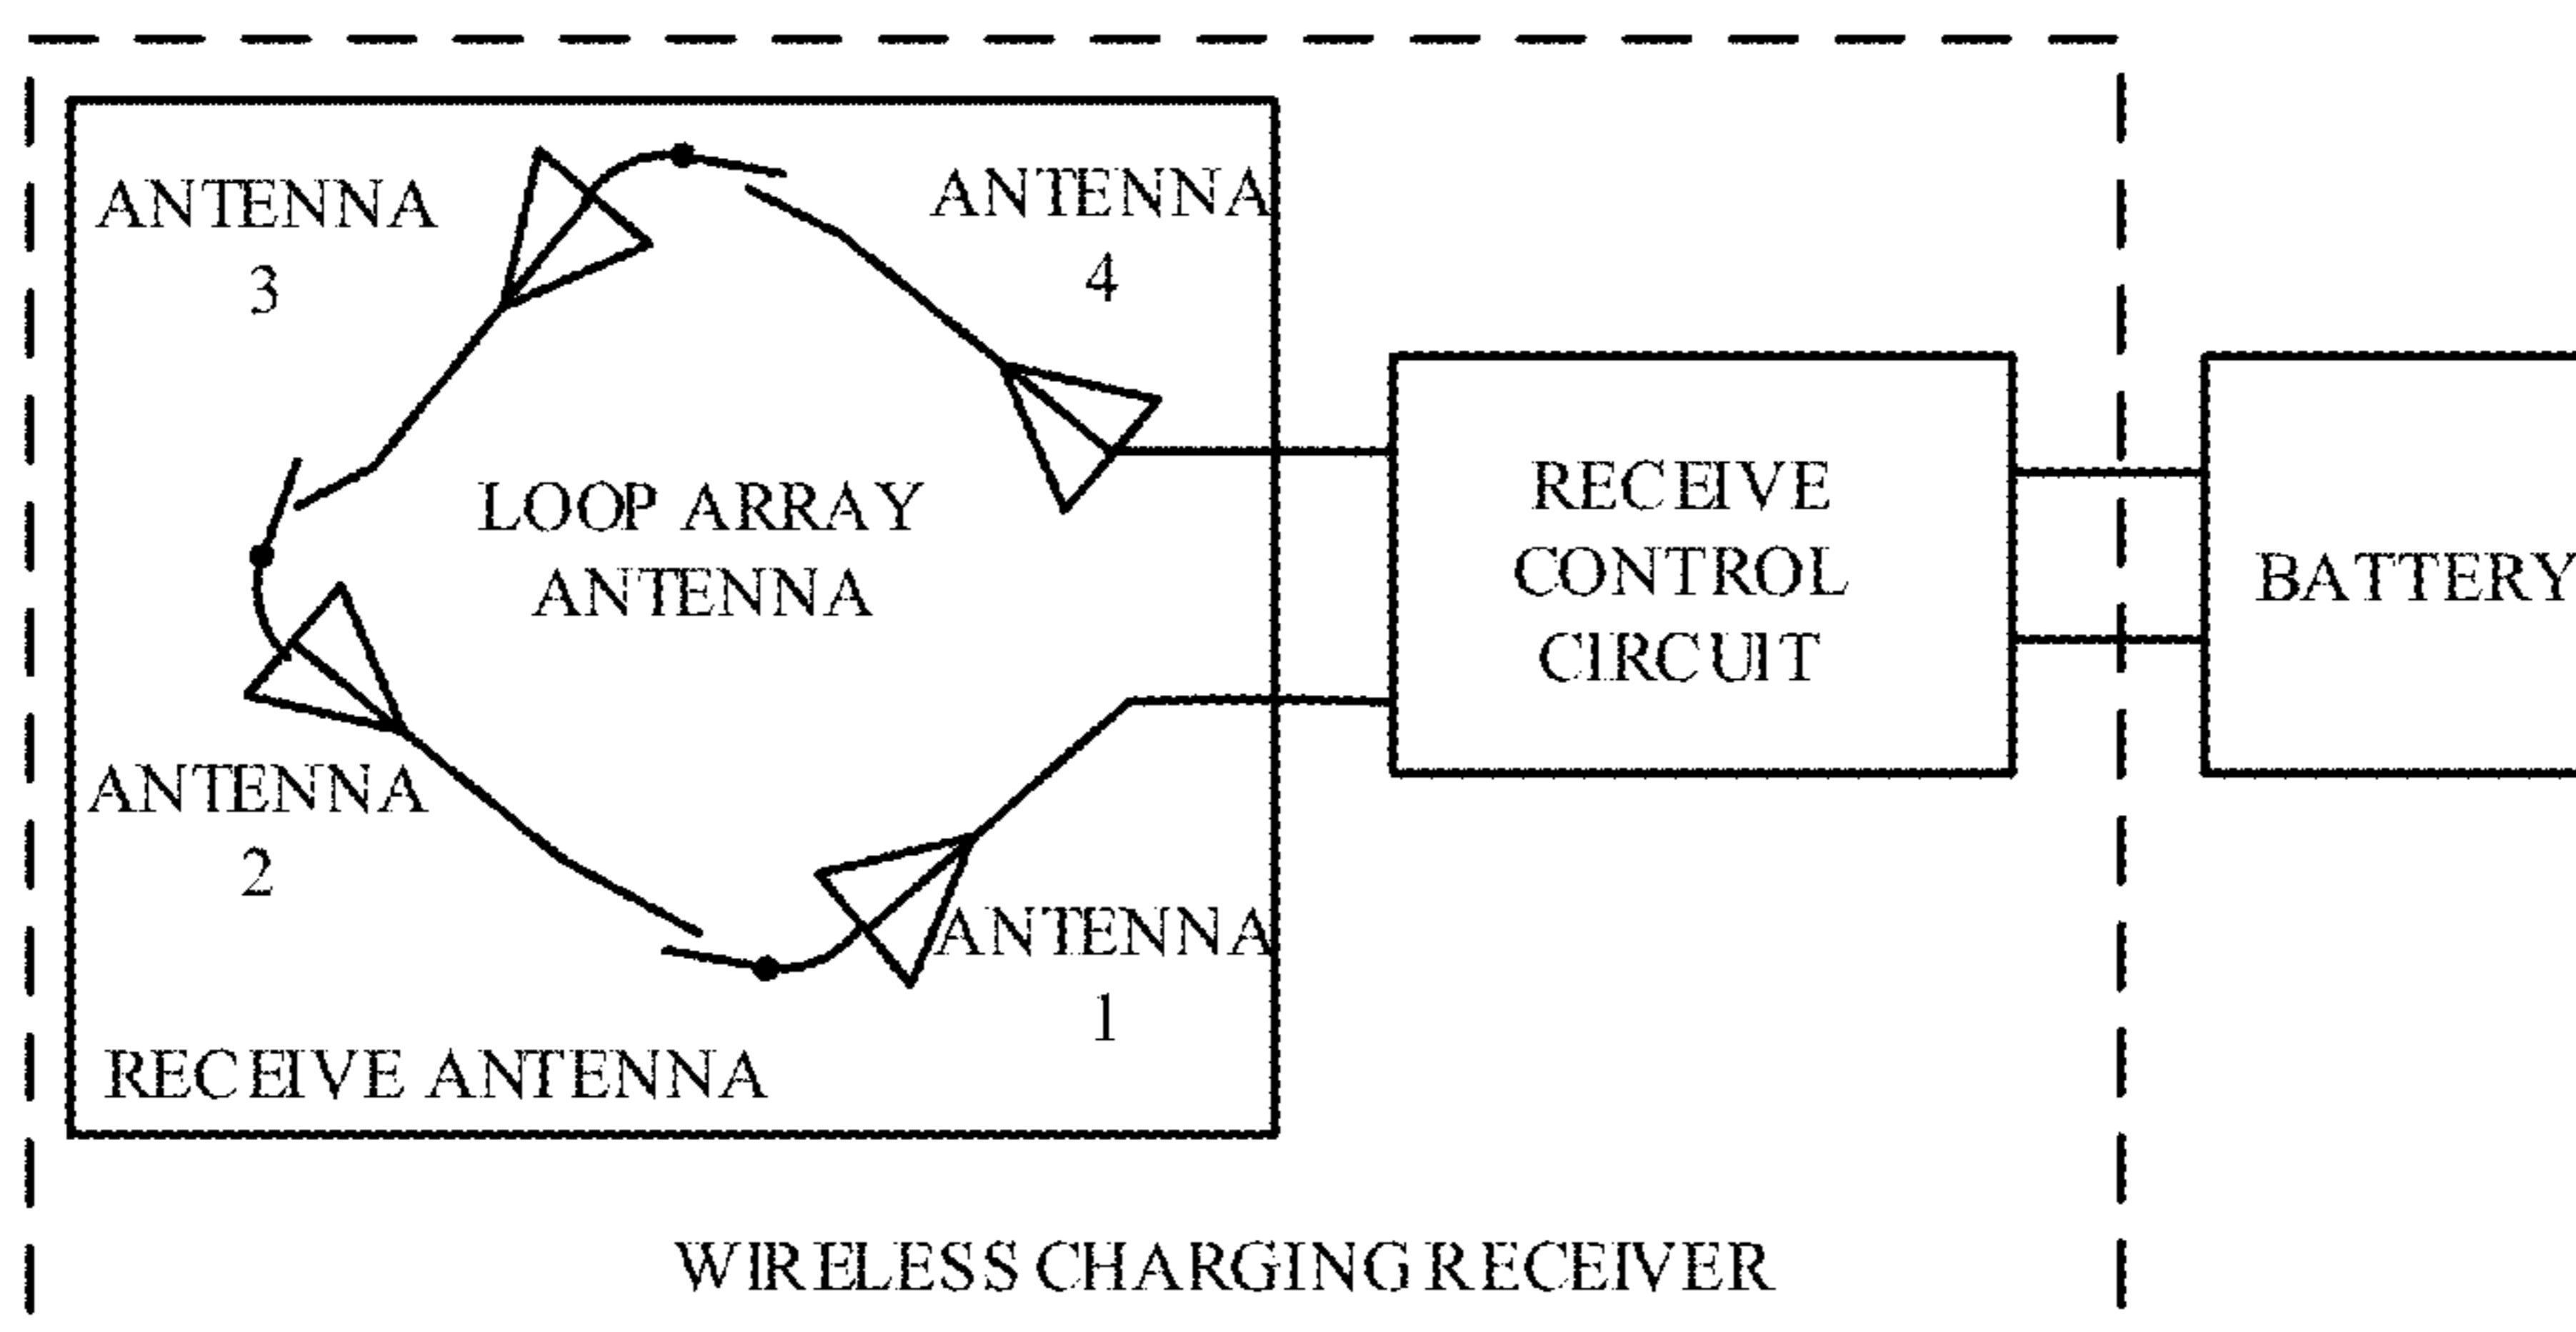 ANTENNA
3
ANTENNA
4
LOOP ARRAY
ANTENNA
RECEIVE
CONTROL
CIRCUIT
BATTERY
ANTENNA
2
ANTENNA
1
RECEIVE ANTENNA
WIRELESS CHARGING RECEIVER